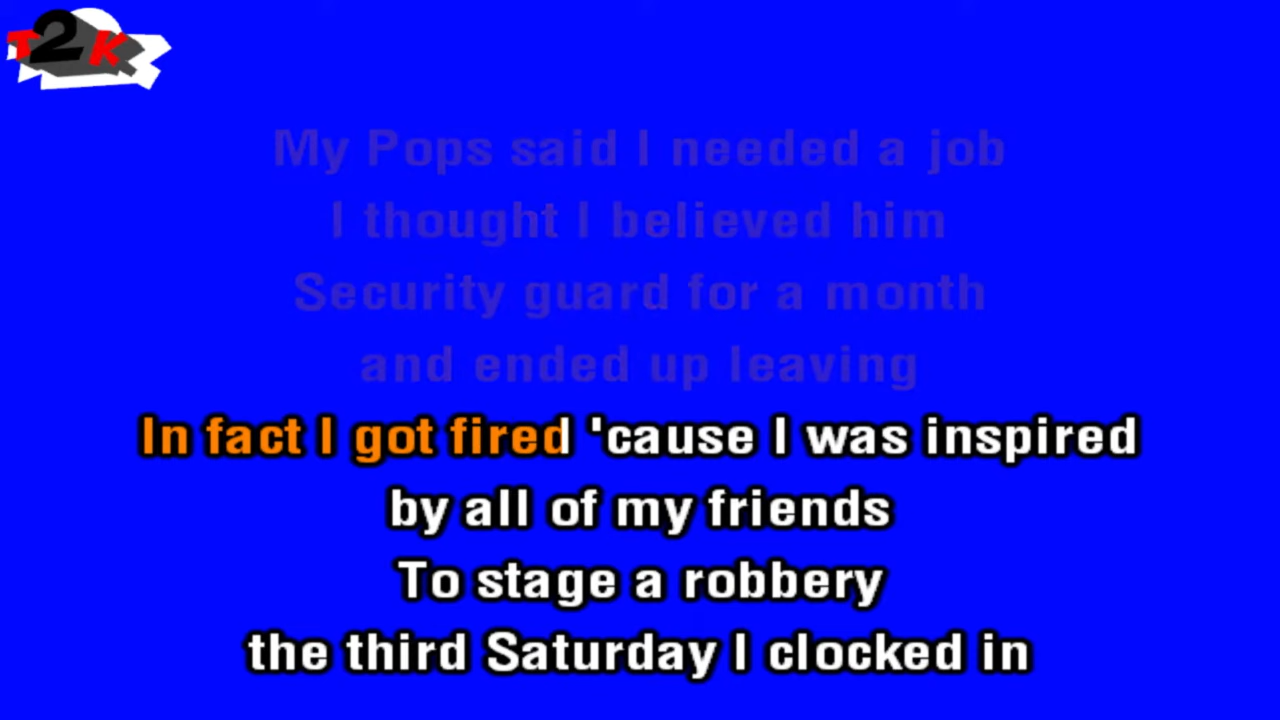 T2K
My Pops said I needed a job
I thought I believed him
Security guard for a month
and ended up leaving
In fact I got fired 'cause I was inspired
by all of my friends
To stage a robbery
the third Saturday I clocked in